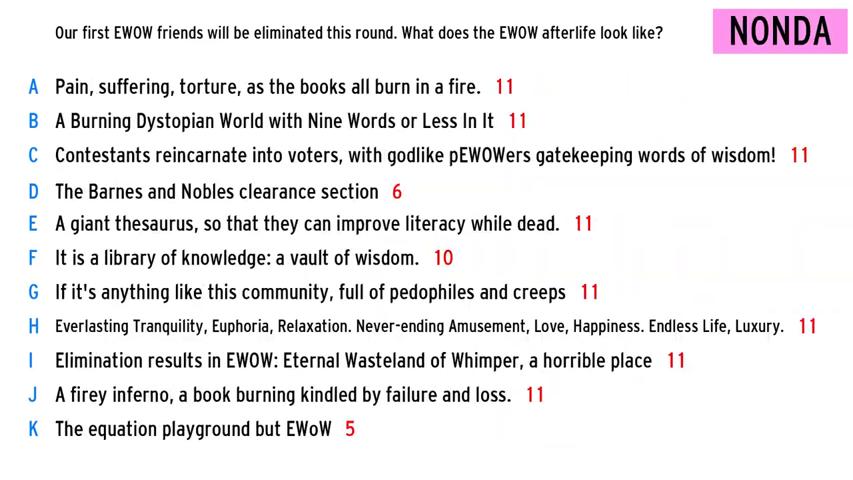 Our first EWOW friends will be eliminated this round. What does the EWOW afterlife look like?
NONDA
A Pain, suffering, torture, as the books all burn in a fire. 11
B A Burning Dystopian World with Nine Words or Less In It 11
C Contestants reincarnate into voters, with godlike pEWOWers gatekeeping words of wisdom! 11
D The Barnes and Nobles clearance section 6
E A giant thesaurus, so that they can improve literacy while dead. 11
F It is a library of knowledge: a vault of wisdom. 10
G If it's anything like this community, full of pedophiles and creeps 11
H Everlasting Tranquility, Euphoria, Relaxation. Never-ending Amusement, Love, Happiness. Endless Life, Luxury. 11
I Elimination results in EWOW: Eternal Wasteland of Whimper, a horrible place 11
J A firey inferno, a book burning kindled by failure and loss. 11
K The equation playground but EWoW 5